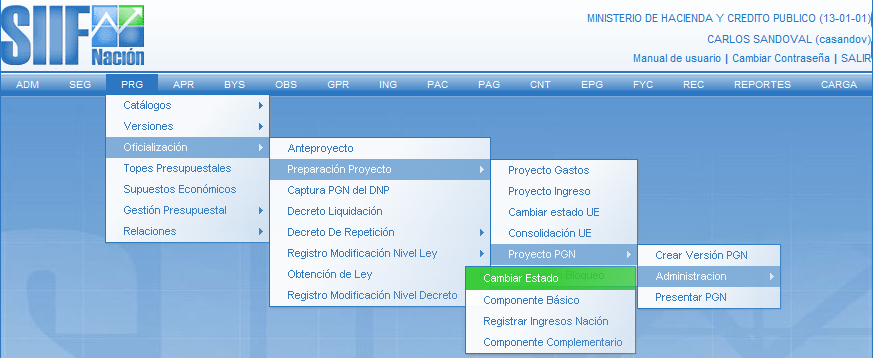 SIIF
Nación
MINISTERIO DE HACIENDA Y CREDITO PUBLICO (13-01-01)
CARLOS SANDOVAL (casandov)
Manual de usuario | Cambiar Contraseña | SALIR
ADM SEG PRG APR BYS OBS GPR ING PAC PAG CNT EPG FYC REC REPORTES CARGA
Catálogos
Versiones
Oficialización
Topes Presupuestales
Supuestos Económicos
Gestión Presupuestal
Relaciones
Anteproyecto
Preparación Proyecto
Captura PGN del DNP
Decreto Liquidación
Decreto De Repetición
Registro Modificación Nivel Ley
Obtención de Ley
Registro Modificación Nivel Decreto
Proyecto Gastos
Proyecto Ingreso
Cambiar estado UE
Consolidación UE
Proyecto PGN
Bloqueo
Crear Versión PGN
Administracion
Presentar PGN
Cambiar Estado
Componente Básico
Registrar Ingresos Nación
Componente Complementario